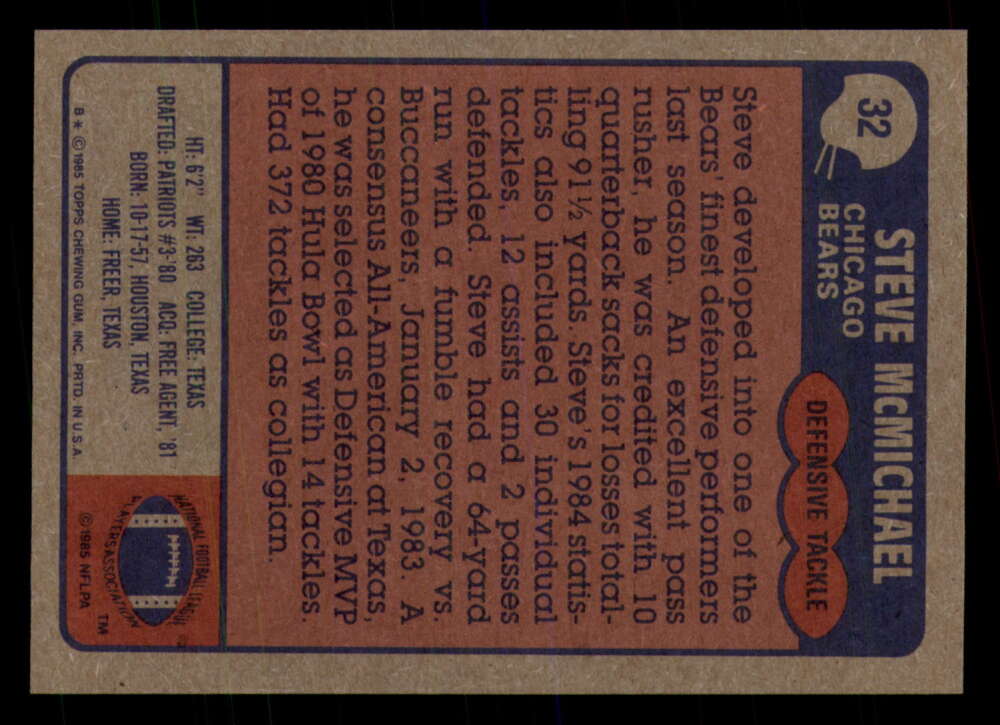 32
STEVE McMICHAEL
CHICAGO
BEARS
DEFENSIVE TACKLE
Steve developed into one of the
Bears' finest defensive performers
last season. An excellent pass
rusher, he was credited with 10
quarterback sacks for losses total-
ling 91½ yards. Steve's 1984 statis-
tics also included 30 individual
tackles, 12 assists and 2 passes
defended. Steve had a 64-yard
run with a fumble recovery vs.
Buccaneers, January 2, 1983. A
consensus All-American at Texas,
he was selected as Defensive MVP
of 1980 Hula Bowl with 14 tackles.
Had 372 tackles as collegian.
HT: 6'2" WT: 263 COLLEGE: TEXAS
DRAFTED: PATRIOTS #3-80 ACQ: FREE AGENT, '81
BORN: 10-17-57, HOUSTON, TEXAS
HOME: FREER, TEXAS
B* © 1985 TOPPS CHEWING GUM, INC. PRTD. IN U.S.A.
NATIONAL FOOTBALL LEAGUE
PLAYERS ASSOCIATION
TM
© 1985 NFLPA